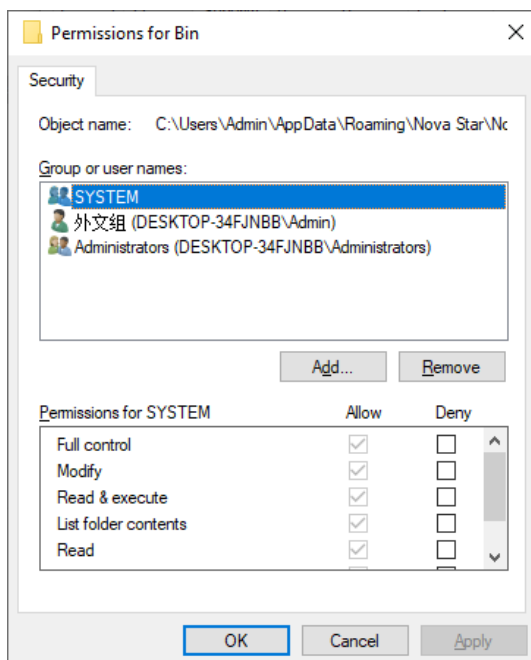 Permissions for Bin
Security
Object name: C:\Users\Admin\AppData\Roaming\Nova Star\Nc
Group or user names:
SYSTEM
外文组 (DESKTOP-34FJNBB\Admin)
Administrators (DESKTOP-34FJNBB\Administrators)
Add... Remove
Permissions for SYSTEM Allow Deny
Full control
Modify
Read & execute
List folder contents
Read
OK Cancel Apply